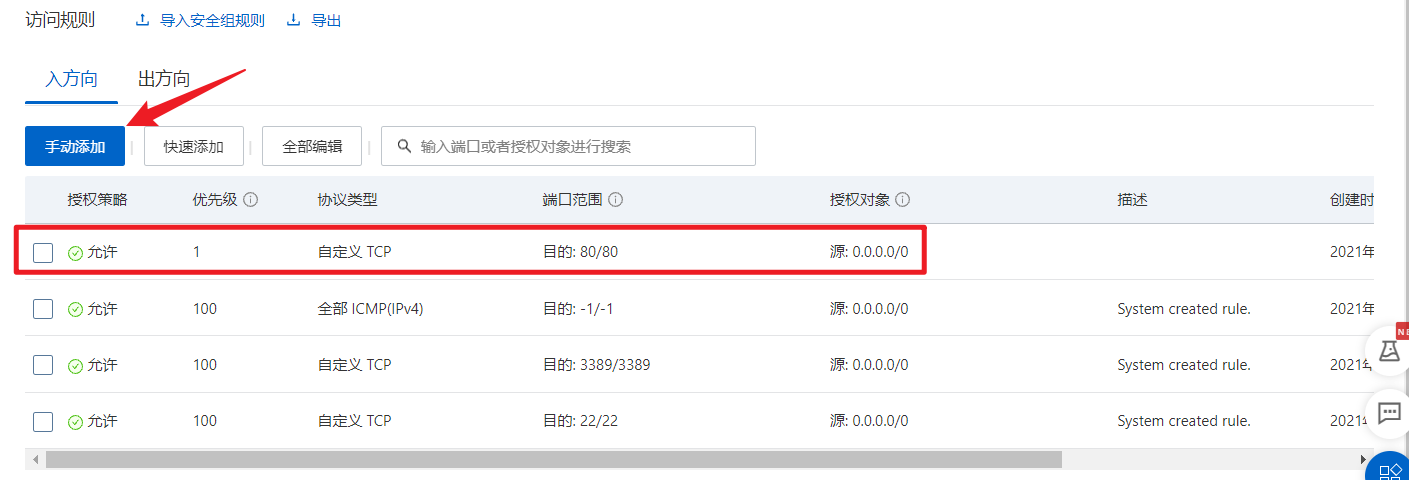 访问规则 导入安全组规则 导出
入方向 出方向
手动添加 快速添加 全部编辑 输入端口或者授权对象进行搜索
授权策略 优先级 协议类型 端口范围 授权对象 描述 创建时
允许 1 自定义 TCP 目的: 80/80 源: 0.0.0.0/0 2021年
允许 100 全部 ICMP(IPv4) 目的: -1/-1 源: 0.0.0.0/0 System created rule. 2021年
允许 100 自定义 TCP 目的: 3389/3389 源: 0.0.0.0/0 System created rule. 2021年
允许 100 自定义 TCP 目的: 22/22 源: 0.0.0.0/0 System created rule. 2021